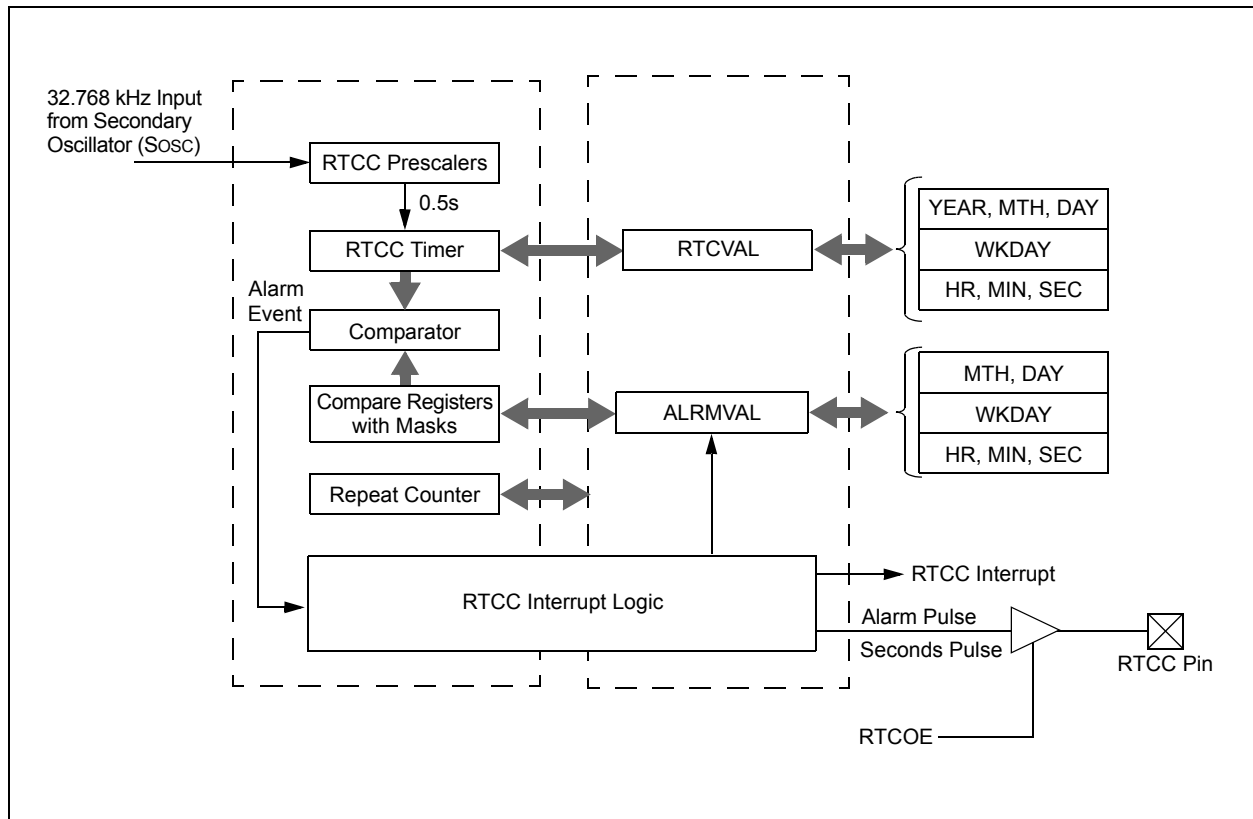 32.768 kHz Input
from Secondary
Oscillator (SOSC)
RTCC Prescalers
0.5s
RTCC Timer
RTCVAL
YEAR, MTH, DAY
WKDAY
HR, MIN, SEC
Alarm
Event
Comparator
Compare Registers
with Masks
ALRMVAL
MTH, DAY
WKDAY
HR, MIN, SEC
Repeat Counter
RTCC Interrupt Logic
RTCC Interrupt
Alarm Pulse
Seconds Pulse
RTCC Pin
RTCOE